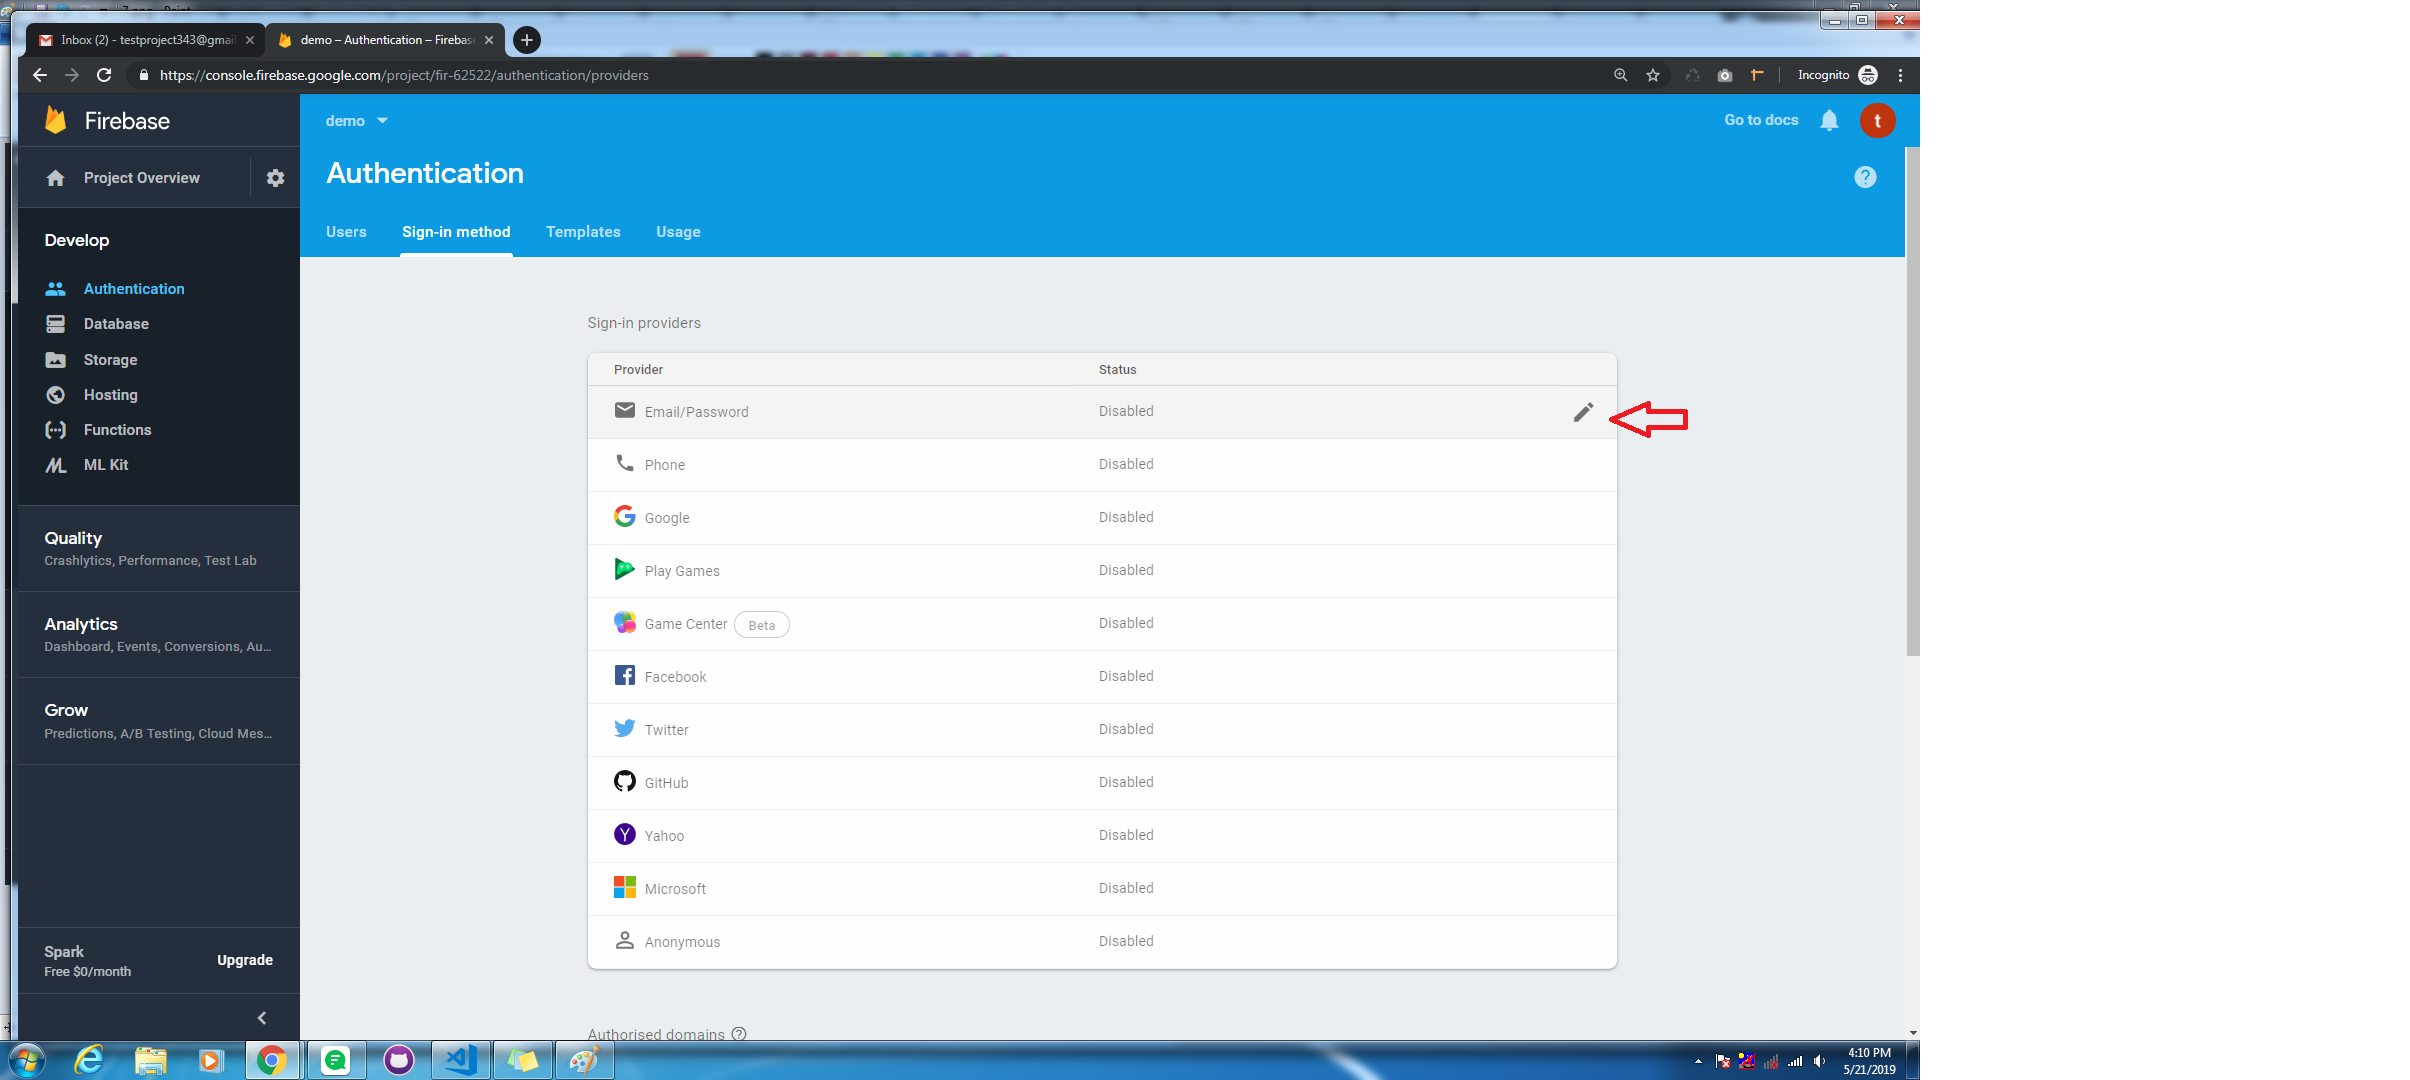 7.png - Paint
Inbox (2) - testproject343@gmai
demo – Authentication – Firebas
https://console.firebase.google.com/project/fir-62522/authentication/providers
Incognito
Firebase
demo
Go to docs
t
Project Overview
Authentication
Users
Sign-in method
Templates
Usage
Develop
Authentication
Database
Storage
Hosting
Functions
ML Kit
Quality
Crashlytics, Performance, Test Lab
Analytics
Dashboard, Events, Conversions, Au...
Grow
Predictions, A/B Testing, Cloud Mes...
Spark
Free $0/month
Upgrade
Sign-in providers
Provider Status
Email/Password Disabled
Phone Disabled
Google Disabled
Play Games Disabled
Game Center Beta Disabled
Facebook Disabled
Twitter Disabled
GitHub Disabled
Yahoo Disabled
Microsoft Disabled
Anonymous Disabled
Authorised domains
4:10 PM
5/21/2019